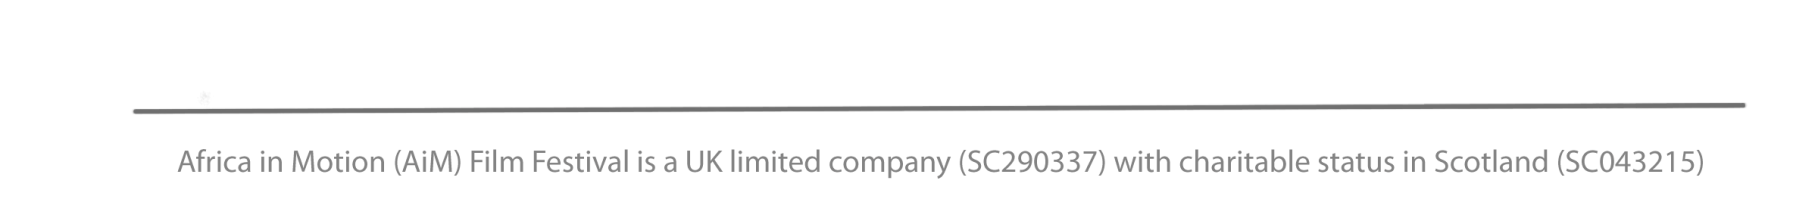 Africa in Motion (AiM) Film Festival is a UK limited company (SC290337) with charitable status in Scotland (SC043215)